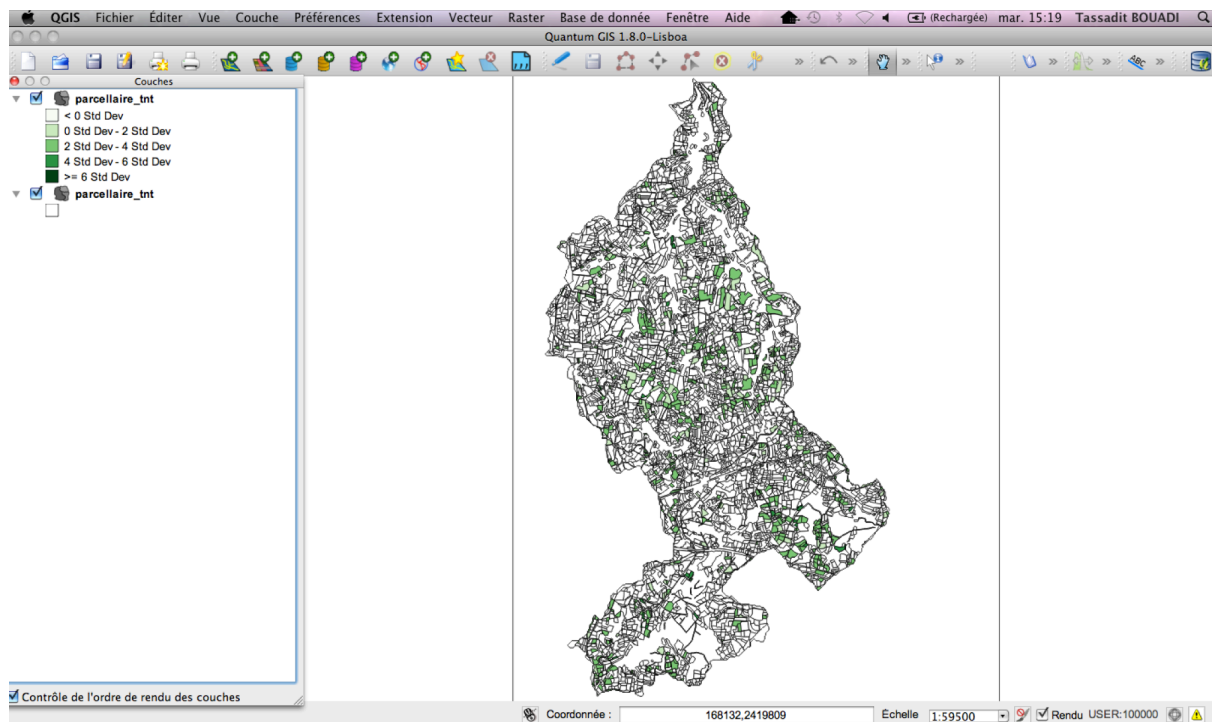 QGIS Fichier Éditer Vue Couche Préférences Extension Vecteur Raster Base de donnée Fenêtre Aide (Rechargée) mar. 15:19 Tassadit BOUADI
Quantum GIS 1.8.0-Lisboa
ABC
Couches
parcellaire_tnt
< 0 Std Dev
0 Std Dev - 2 Std Dev
2 Std Dev - 4 Std Dev
4 Std Dev - 6 Std Dev
>= 6 Std Dev
parcellaire_tnt
Contrôle de l'ordre de rendu des couches
Coordonnée : 168132,2419809 Échelle 1:59500 Rendu USER:100000